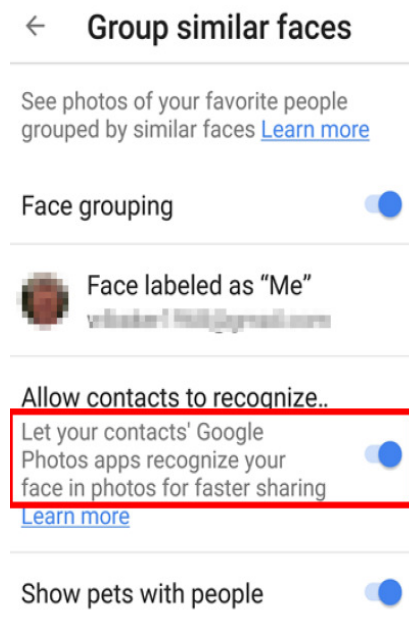 Group similar faces
See photos of your favorite people
grouped by similar faces Learn more
Face grouping
Face labeled as “Me”
Allow contacts to recognize..
Let your contacts' Google
Photos apps recognize your
face in photos for faster sharing
Learn more
Show pets with people